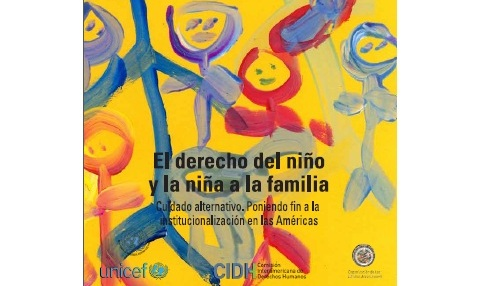 El derecho del niño
y la niña a la familia
Cuidado alternativo. Poniendo fin a la
institucionalización en las Américas
unicef
CIDH
Comisión
Interamericana de
Derechos Humanos